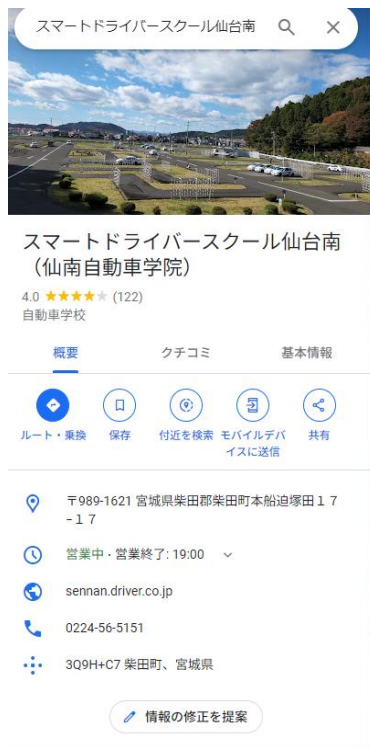 スマートドライバースクール仙台南
スマートドライバースクール仙台南
（仙南自動車学院）
4.0 ★★★★★ (122)
自動車学校
概要 クチコミ 基本情報
ルート・乗換 保存 付近を検索 モバイルデバ 共有
イスに送信
〒989-1621 宮城県柴田郡柴田町本船迫塚田１７
−１７
営業中 · 営業終了: 19:00
sennan.driver.co.jp
0224-56-5151
3Q9H+C7 柴田町、宮城県
情報の修正を提案